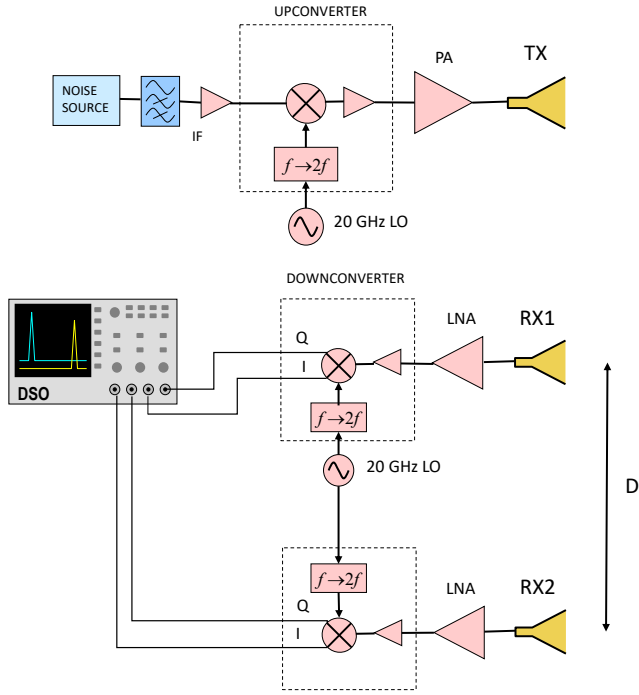 UPCONVERTER
PA
TX
NOISE
SOURCE
IF
f→2f
20 GHz LO
DOWNCONVERTER
LNA
RX1
Q
I
DSO
f→2f
20 GHz LO
D
f→2f
Q
LNA
RX2
I